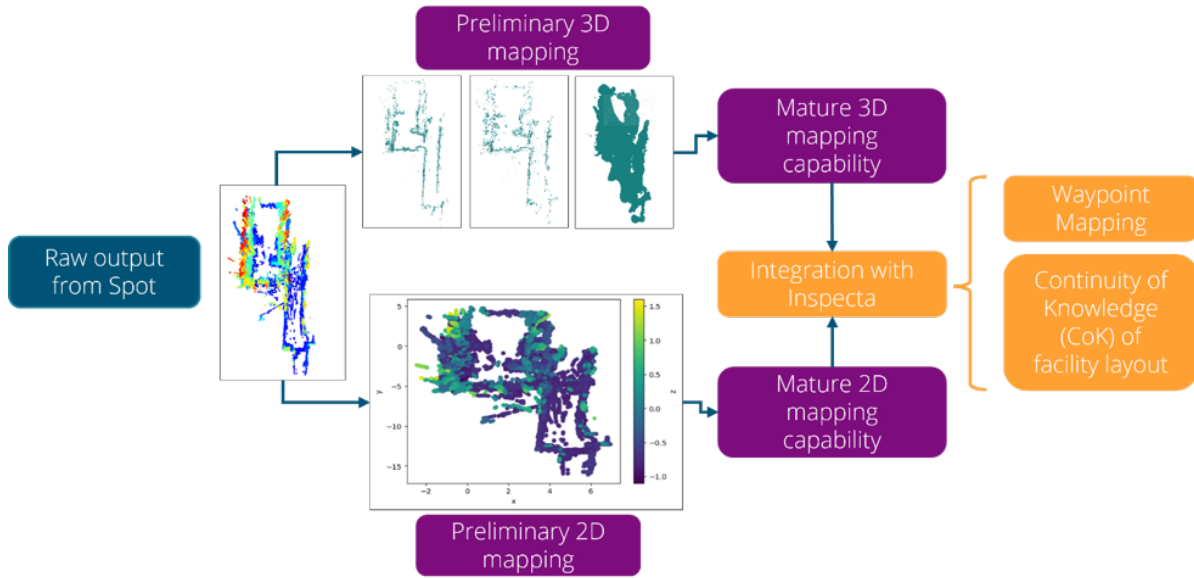 Preliminary 3D
mapping
Raw output
from Spot
Mature 3D
mapping
capability
Integration with
Inspecta
Waypoint
Mapping
Continuity of
Knowledge
(CoK) of
facility layout
5
0
−5
−10
−15
y
−2
0
2
4
6
x
1.5
1.0
0.5
0.0
−0.5
−1.0
z
Mature 2D
mapping
capability
Preliminary 2D
mapping